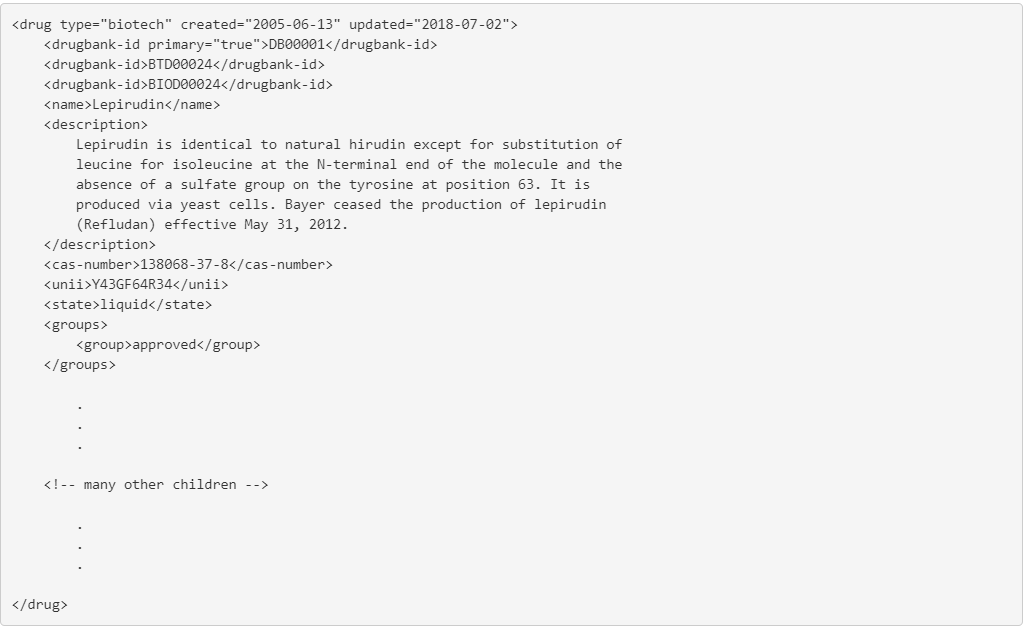 <drug type="biotech" created="2005-06-13" updated="2018-07-02">
    <drugbank-id primary="true">DB00001</drugbank-id>
    <drugbank-id>BTD00024</drugbank-id>
    <drugbank-id>BIOD00024</drugbank-id>
    <name>Lepirudin</name>
    <description>
        Lepirudin is identical to natural hirudin except for substitution of
        leucine for isoleucine at the N-terminal end of the molecule and the
        absence of a sulfate group on the tyrosine at position 63. It is
        produced via yeast cells. Bayer ceased the production of lepirudin
        (Refludan) effective May 31, 2012.
    </description>
    <cas-number>138068-37-8</cas-number>
    <unii>Y43GF64R34</unii>
    <state>liquid</state>
    <groups>
        <group>approved</group>
    </groups>
        .
        .
        .
    <!-- many other children -->
        .
        .
        .
</drug>